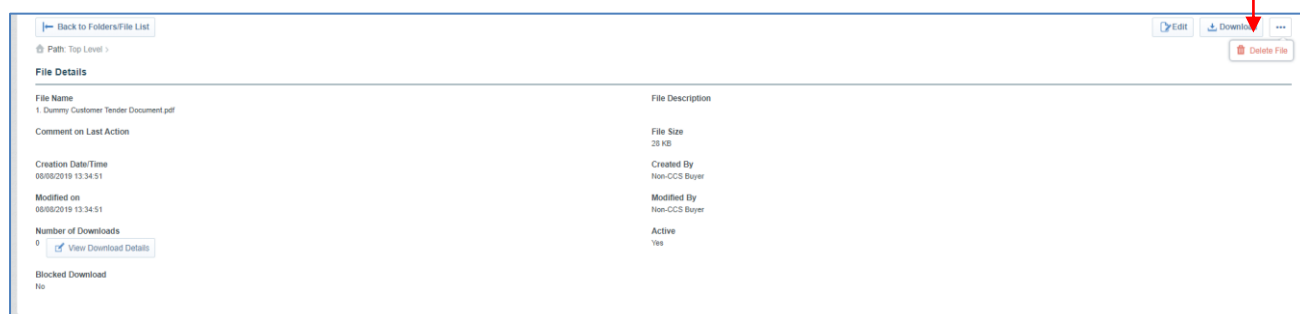 Back to Folders/File List
Edit
Download
Path: Top Level
Delete File
File Details
File Name
1. Dummy Customer Tender Document.pdf
File Description
Comment on Last Action
File Size
28 KB
Creation Date/Time
08/08/2019 13:34:51
Created By
Non-CCS Buyer
Modified on
08/08/2019 13:34:51
Modified By
Non-CCS Buyer
Number of Downloads
0
View Download Details
Active
Yes
Blocked Download
No